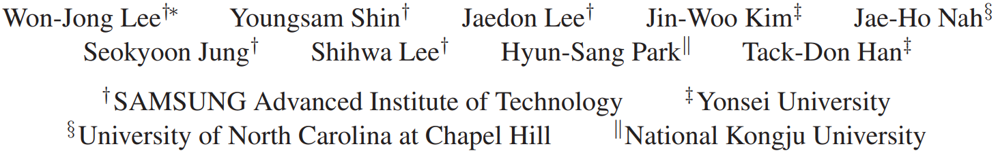 Won-Jong Lee†* Youngsam Shin† Jaedon Lee† Jin-Woo Kim‡ Jae-Ho Nah§
Seokyoon Jung† Shihwa Lee† Hyun-Sang Park‖ Tack-Don Han‡
†SAMSUNG Advanced Institute of Technology ‡Yonsei University
§University of North Carolina at Chapel Hill ‖National Kongju University